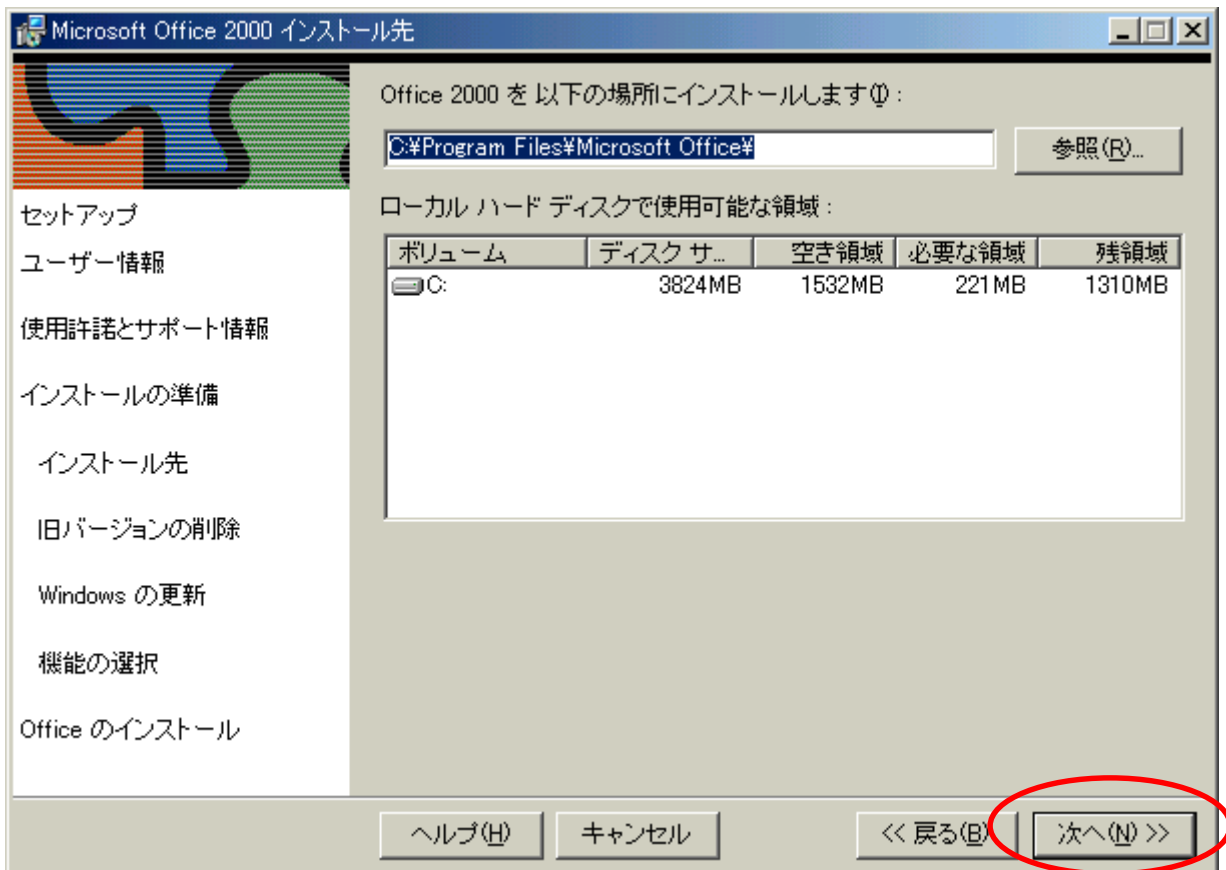 Microsoft Office 2000 インストール先
Office 2000 を 以下の場所にインストールします(I) :
C:¥Program Files¥Microsoft Office¥
参照(R)...
ローカル ハード ディスクで使用可能な領域 :
ボリューム ディスク サ... 空き領域 必要な領域 残領域
C: 3824MB 1532MB 221MB 1310MB
セットアップ
ユーザー情報
使用許諾とサポート情報
インストールの準備
インストール先
旧バージョンの削除
Windows の更新
機能の選択
Office のインストール
ヘルプ(H) キャンセル << 戻る(B) 次へ(N) >>